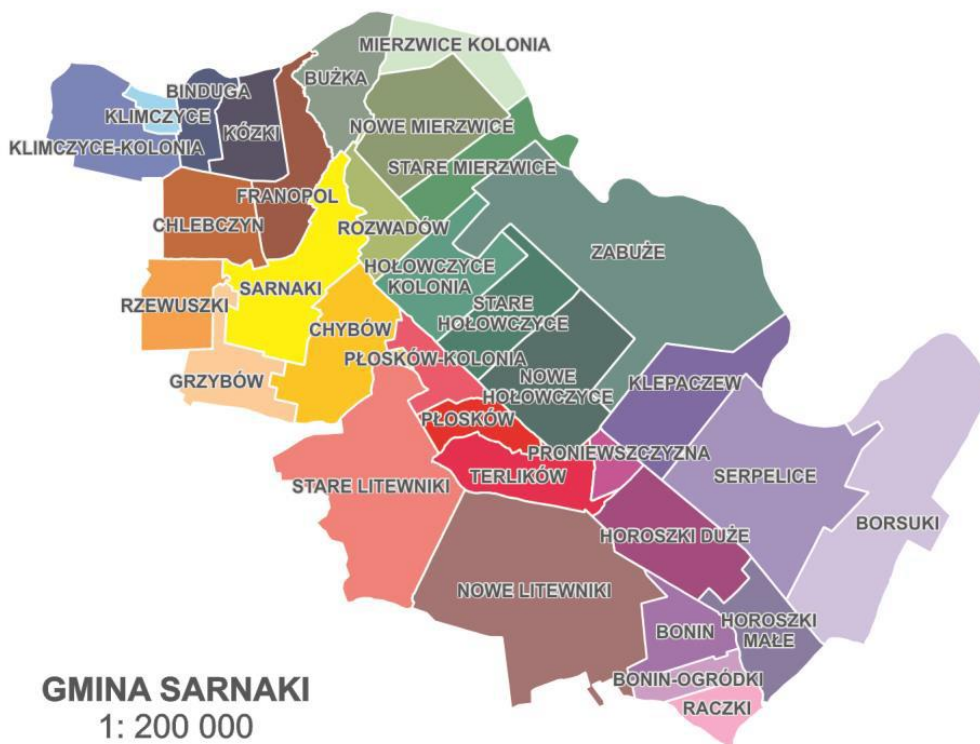 MIERZWICE KOLONIA
BUŻKA
BINDUGA
KLIMCZYCE
KÓZKI
NOWE MIERZWICE
KLIMCZYCE-KOLONIA
STARE MIERZWICE
FRANOPOL
CHLEBCZYN
ROZWADÓW
ZABUŻE
HOŁOWCZYCE
KOLONIA
SARNAKI
RZEWUSZKI
STARE
HOŁOWCZYCE
CHYBÓW
PŁOSKÓW-KOLONIA
GRZYBÓW
NOWE
HOŁOWCZYCE
KLEPACZEW
PŁOSKÓW
PRONIEWSZCZYZNA
TERLIKÓW
SERPELICE
STARE LITEWNIKI
BORSUKI
HOROSZKI DUŻE
NOWE LITEWNIKI
HOROSZKI
MAŁE
BONIN
BONIN-OGRÓDKI
RACZKI
GMINA SARNAKI
1: 200 000